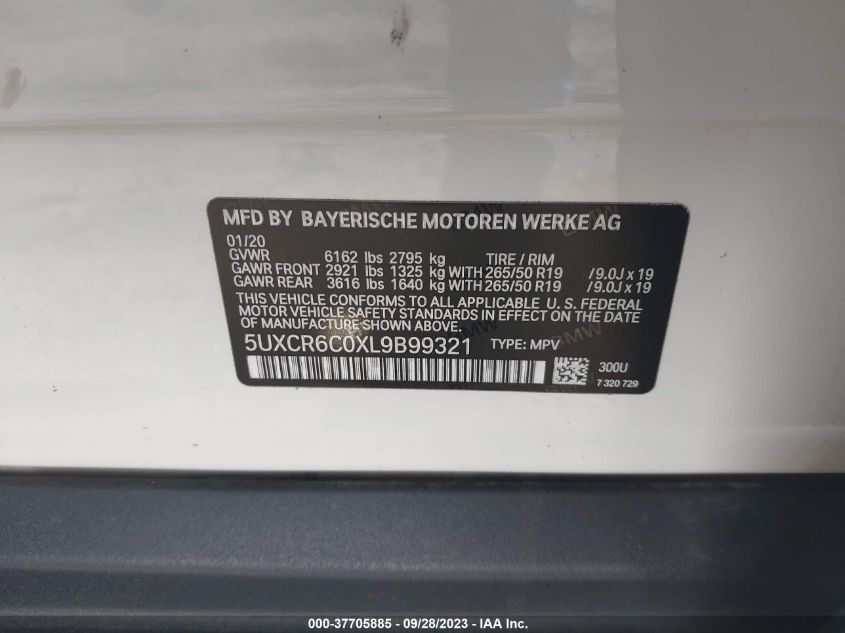 MFD BY BAYERISCHE MOTOREN WERKE AG
01/20
GVWR 6162 lbs 2795 kg TIRE / RIM
GAWR FRONT 2921 lbs 1325 kg WITH 265/50 R19 /9.0J x 19
GAWR REAR 3616 lbs 1640 kg WITH 265/50 R19 /9.0J x 19
THIS VEHICLE CONFORMS TO ALL APPLICABLE U. S. FEDERAL
MOTOR VEHICLE SAFETY STANDARDS IN EFFECT ON THE DATE OF
MANUFACTURE SHOWN ABOVE.
5UXCR6C0XL9B99321 TYPE: MPV
300U
7 320 729
000-37705885 - 09/28/2023 - IAA Inc.